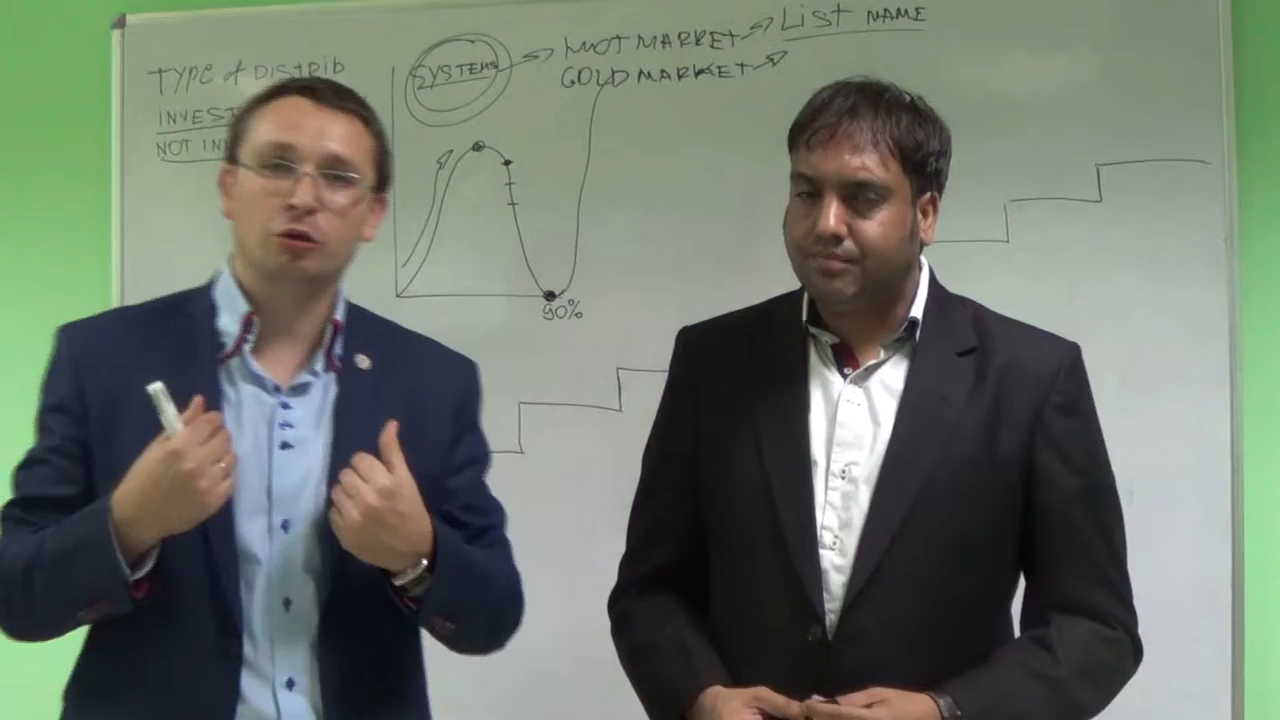 TYPE of DISTRIB
INVEST
NOT IN
SYSTEMS
HOT MARKET
GOLD MARKET
LIST NAME
90%